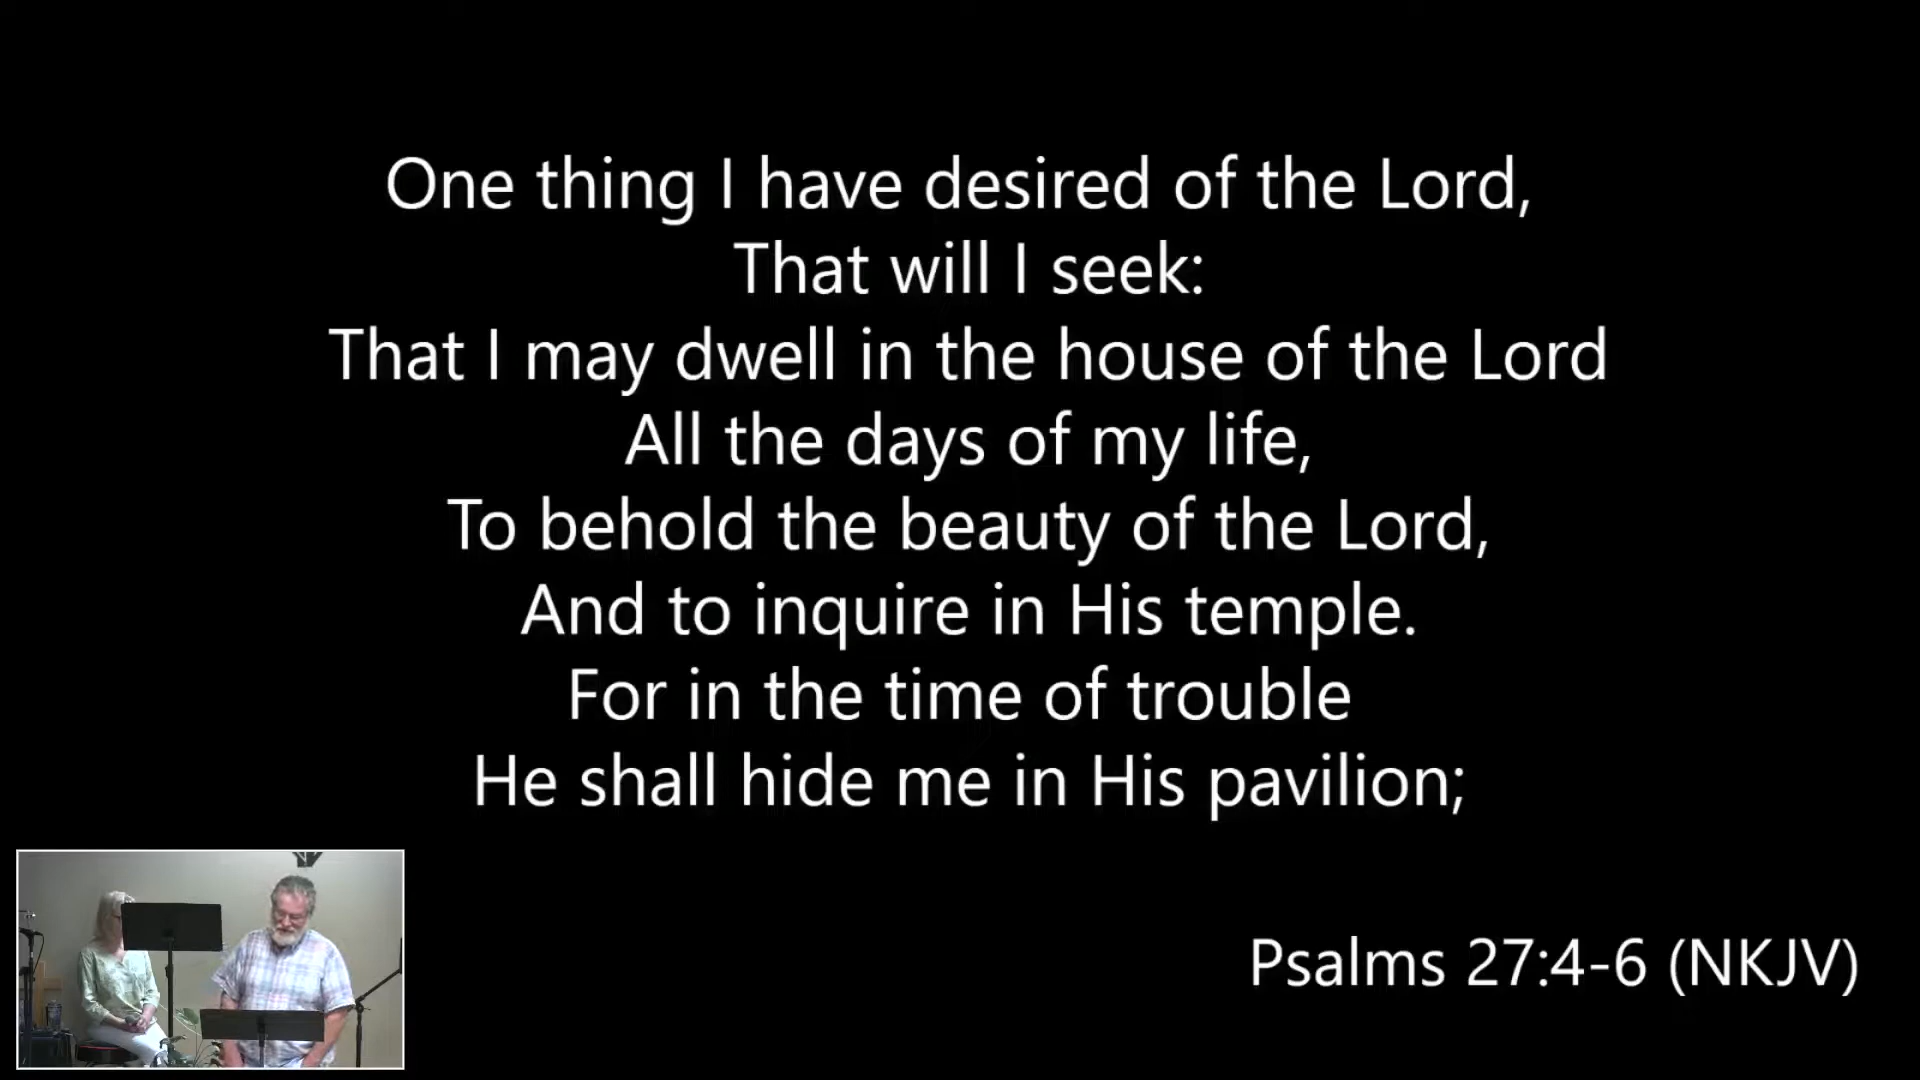 One thing I have desired of the Lord,
That will I seek:
That I may dwell in the house of the Lord
All the days of my life,
To behold the beauty of the Lord,
And to inquire in His temple.
For in the time of trouble
He shall hide me in His pavilion;
Psalms 27:4-6 (NKJV)